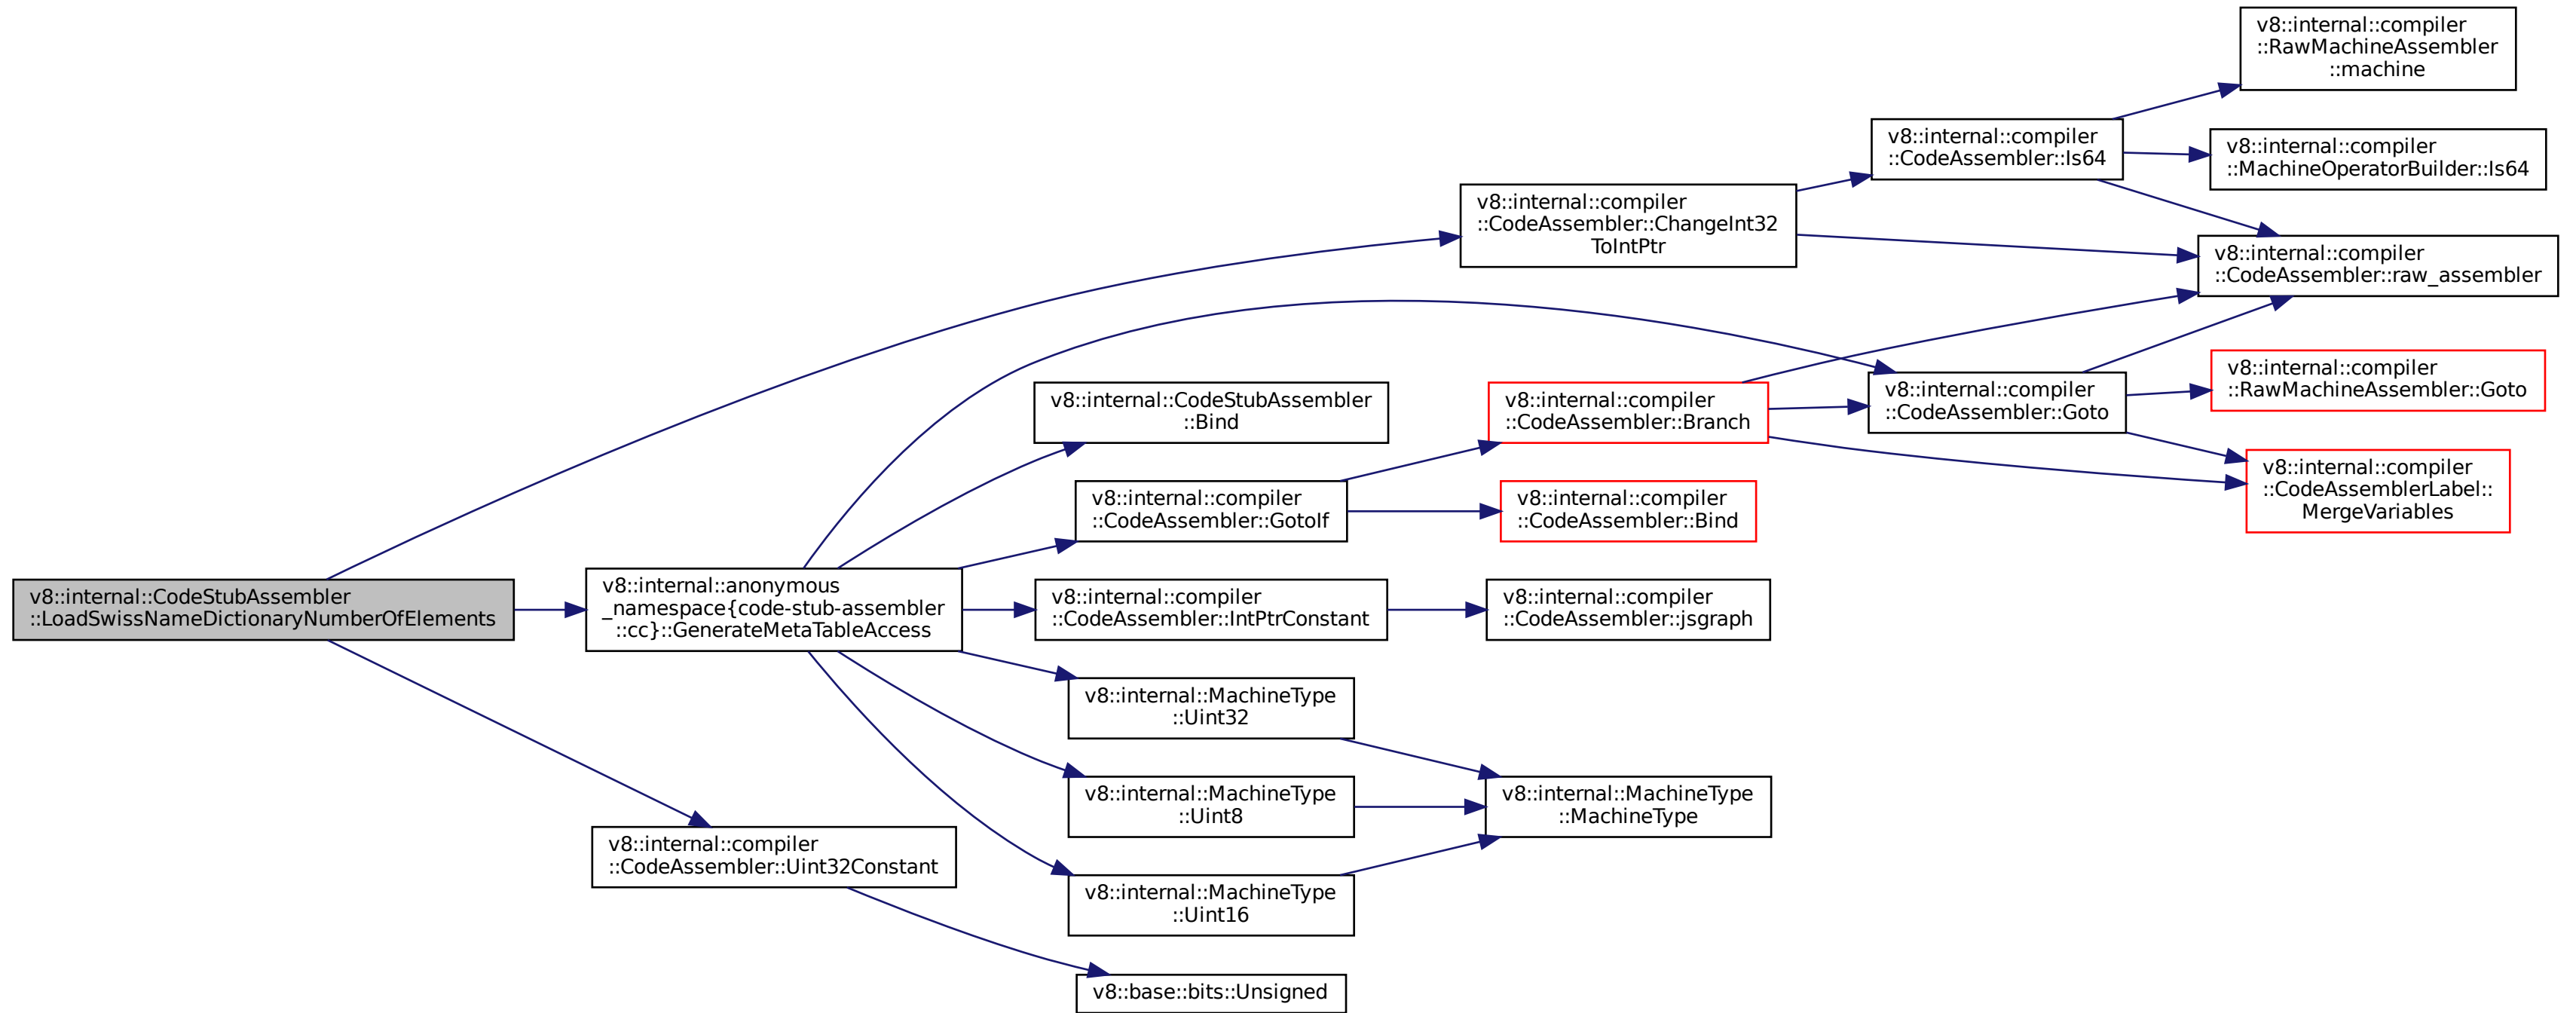 v8::internal::CodeStubAssembler
::LoadSwissNameDictionaryNumberOfElements
v8::internal::anonymous
_namespace{code-stub-assembler
::cc}::GenerateMetaTableAccess
v8::internal::compiler
::CodeAssembler::Uint32Constant
v8::internal::CodeStubAssembler
::Bind
v8::internal::compiler
::CodeAssembler::GotoIf
v8::internal::compiler
::CodeAssembler::IntPtrConstant
v8::internal::MachineType
::Uint32
v8::internal::MachineType
::Uint8
v8::internal::MachineType
::Uint16
v8::base::bits::Unsigned
v8::internal::compiler
::CodeAssembler::ChangeInt32
ToIntPtr
v8::internal::compiler
::CodeAssembler::Branch
v8::internal::compiler
::CodeAssembler::Bind
v8::internal::compiler
::CodeAssembler::jsgraph
v8::internal::MachineType
::MachineType
v8::internal::compiler
::CodeAssembler::Is64
v8::internal::compiler
::CodeAssembler::Goto
v8::internal::compiler
::RawMachineAssembler
::machine
v8::internal::compiler
::MachineOperatorBuilder::Is64
v8::internal::compiler
::CodeAssembler::raw_assembler
v8::internal::compiler
::RawMachineAssembler::Goto
v8::internal::compiler
::CodeAssemblerLabel::
MergeVariables